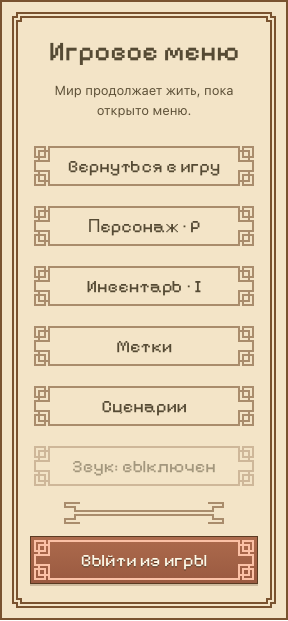 Игровое меню
Мир продолжает жить, пока
открыто меню.
Вернуться в игру
Персонаж · P
Инвентарь · I
Метки
Сценарии
Звук: выключен
Выйти из игры